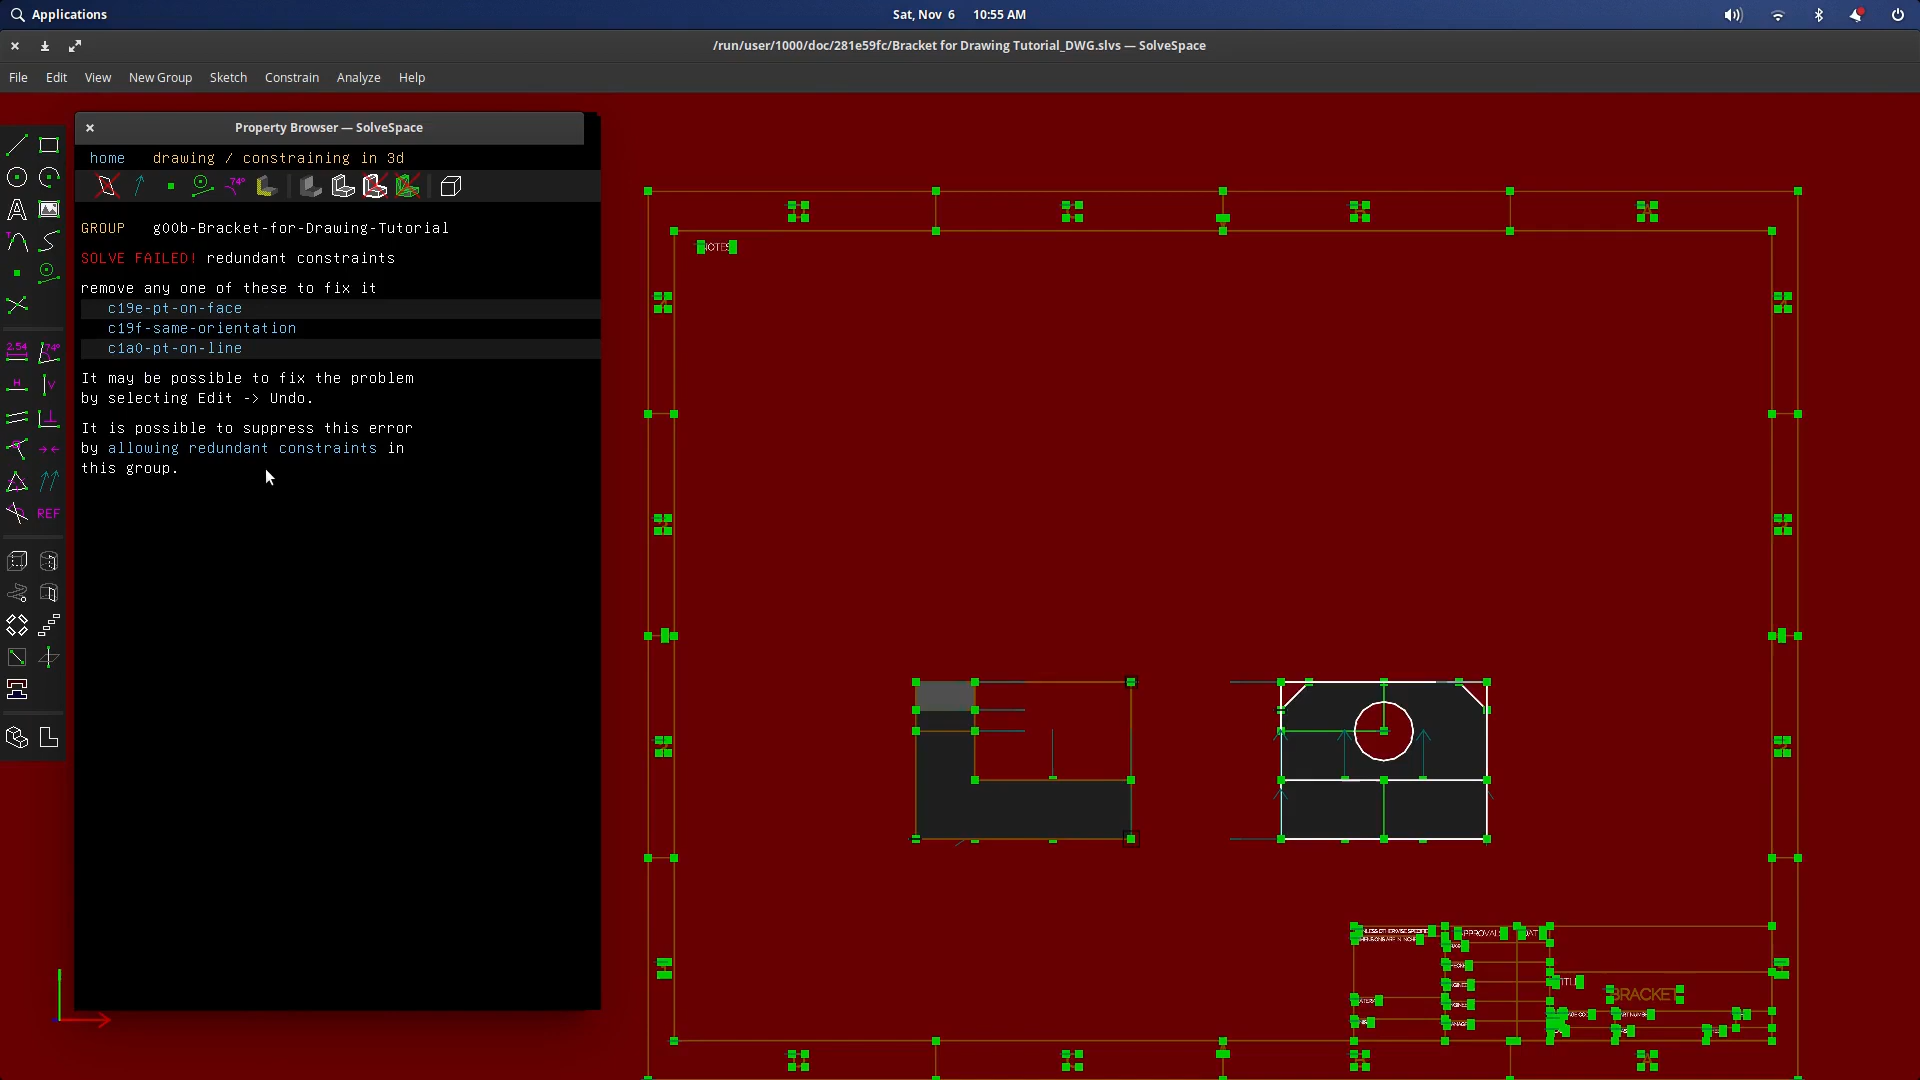 Applications
Sat, Nov 6 10:55 AM
/run/user/1000/doc/281e59fc/Bracket for Drawing Tutorial_DWG.slvs — SolveSpace
File Edit View New Group Sketch Constrain Analyze Help
Property Browser — SolveSpace
home drawing / constraining in 3d
74°
GROUP g00b-Bracket-for-Drawing-Tutorial
SOLVE FAILED! redundant constraints
remove any one of these to fix it
c19e-pt-on-face
c19f-same-orientation
c1a0-pt-on-line
It may be possible to fix the problem
by selecting Edit -> Undo.
It is possible to suppress this error
by allowing redundant constraints in
this group.
A
T
2.54 74°
H V
REF
BRACKET